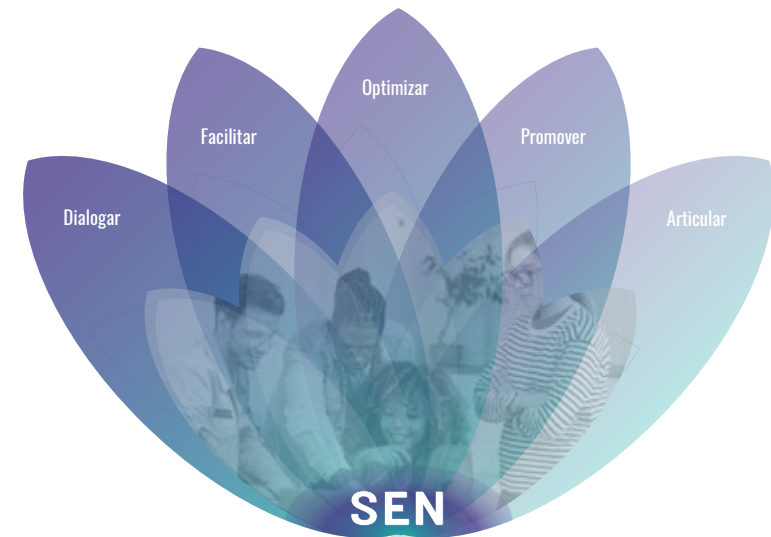 Optimizar
Facilitar
Promover
Dialogar
Articular
SEN